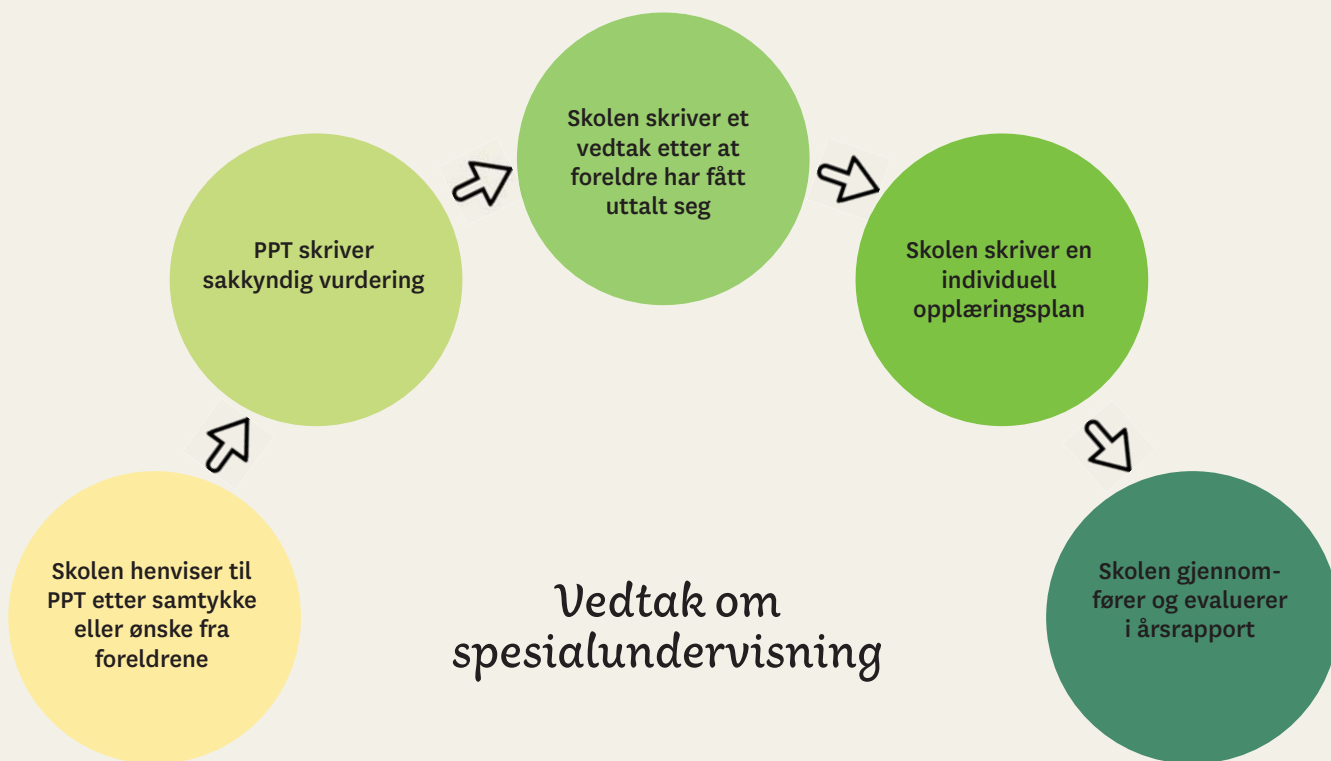 Skolen henviser til
PPT etter samtykke
eller ønske fra
foreldrene
PPT skriver
sakkyndig vurdering
Skolen skriver et
vedtak etter at
foreldre har fått
uttalt seg
Skolen skriver en
individuell
opplæringsplan
Skolen gjennom-
fører og evaluerer
i årsrapport
Vedtak om
spesialundervisning